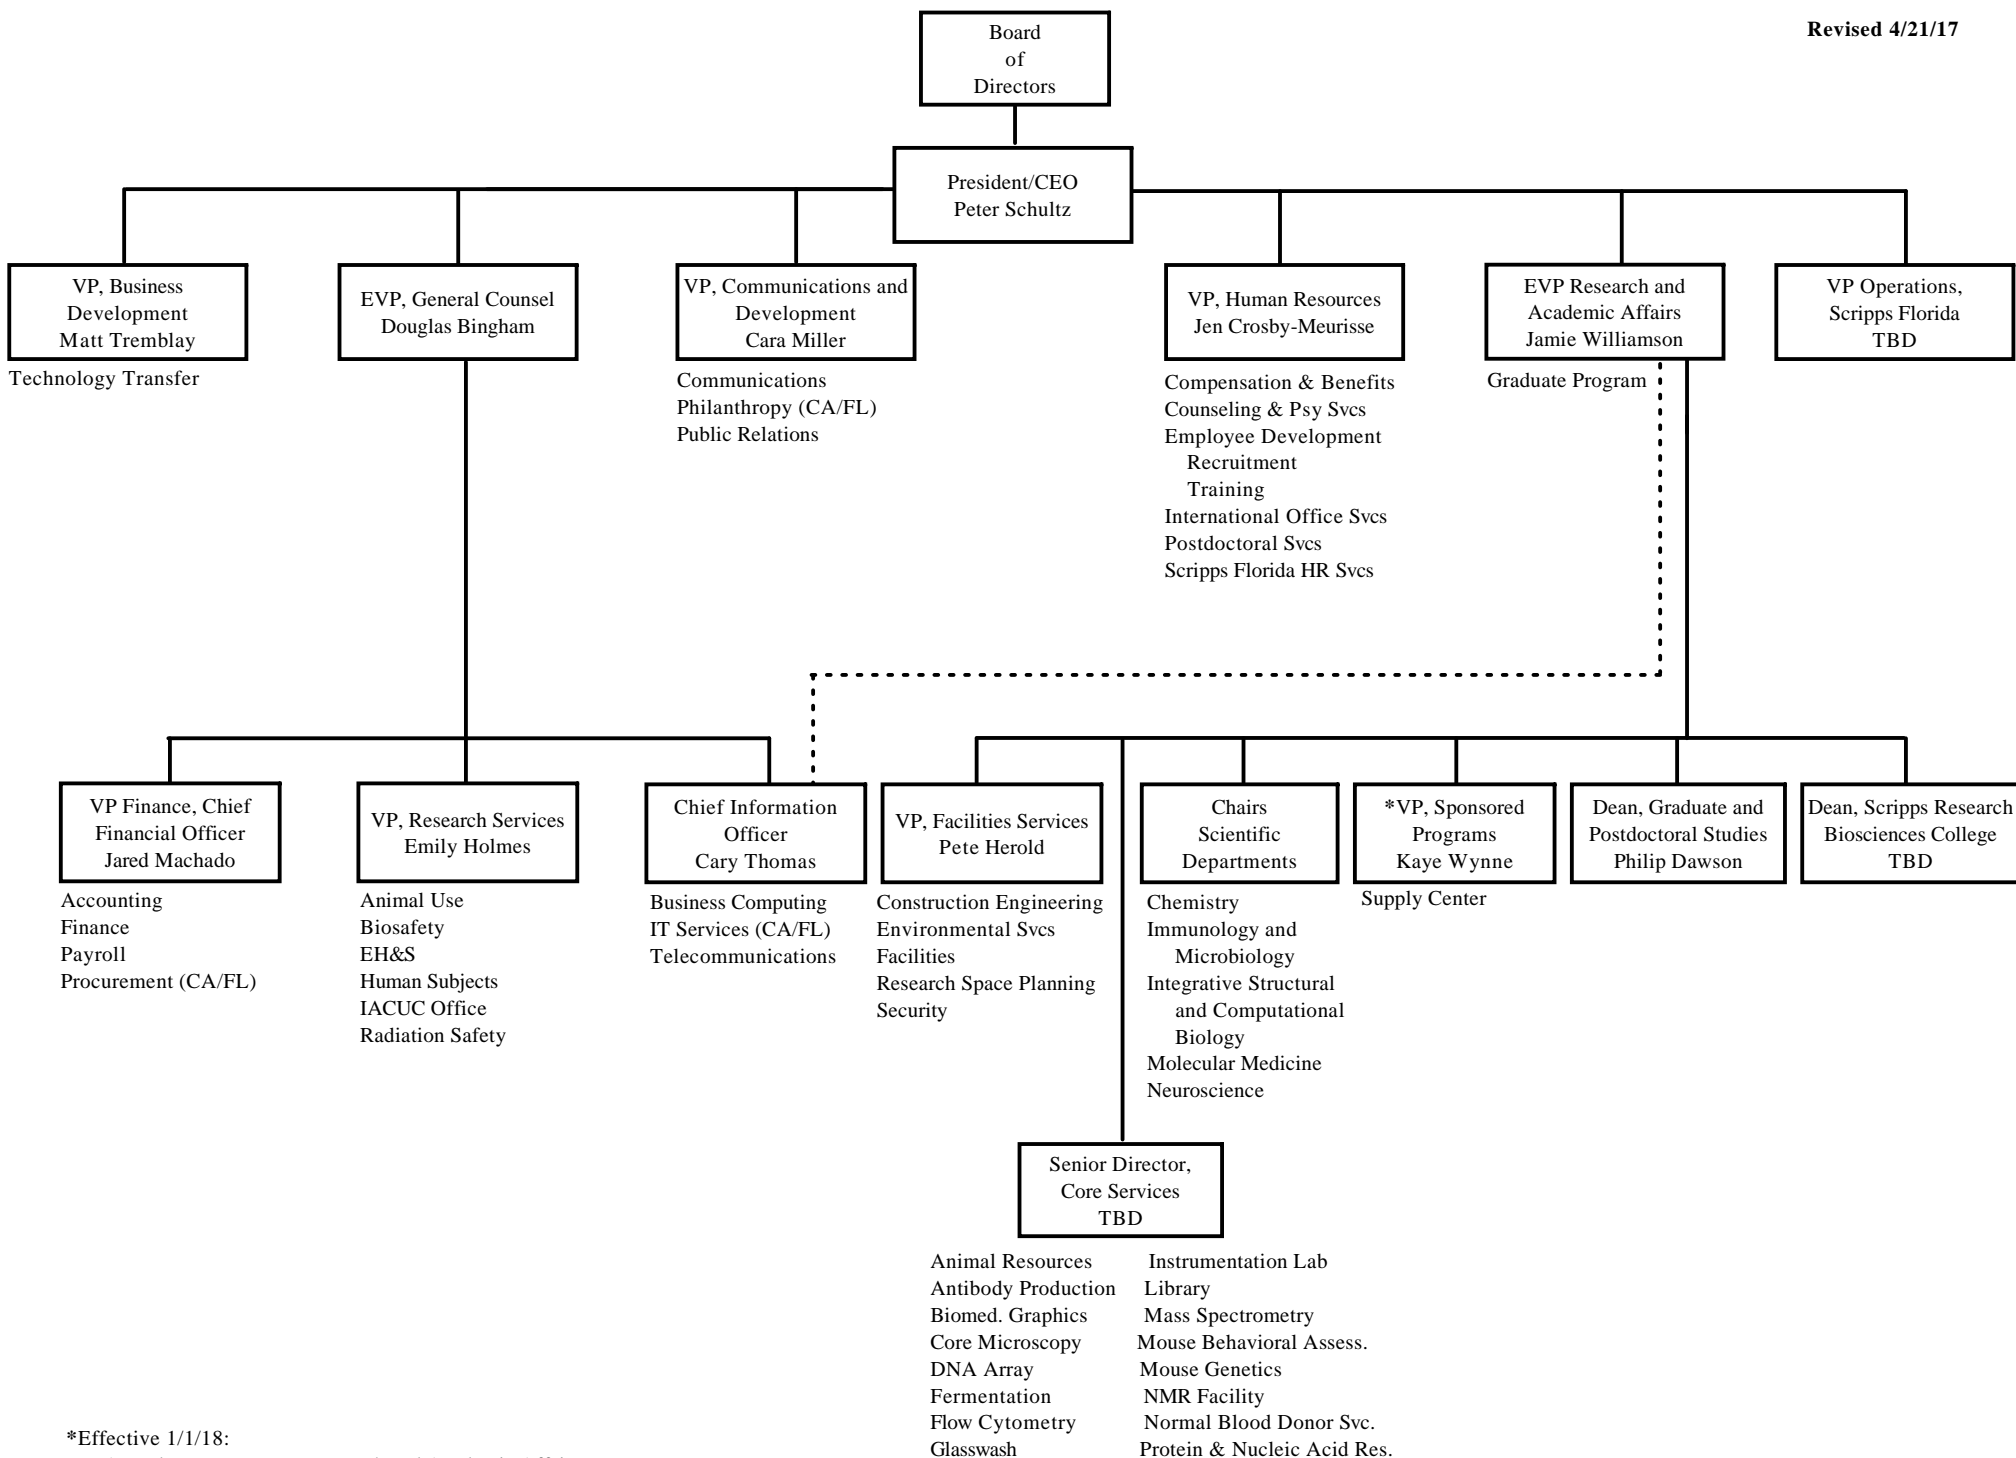 Revised 4/21/17
Board
of
Directors
President/CEO
Peter Schultz
VP, Business
Development
Matt Tremblay
Technology Transfer
EVP, General Counsel
Douglas Bingham
VP, Communications and
Development
Cara Miller
Communications
Philanthropy (CA/FL)
Public Relations
VP, Human Resources
Jen Crosby-Meurisse
Compensation & Benefits
Counseling & Psy Svcs
Employee Development
Recruitment
Training
International Office Svcs
Postdoctoral Svcs
Scripps Florida HR Svcs
EVP Research and
Academic Affairs
Jamie Williamson
Graduate Program
VP Operations,
Scripps Florida
TBD
VP Finance, Chief
Financial Officer
Jared Machado
Accounting
Finance
Payroll
Procurement (CA/FL)
VP, Research Services
Emily Holmes
Animal Use
Biosafety
EH&S
Human Subjects
IACUC Office
Radiation Safety
Chief Information
Officer
Cary Thomas
Business Computing
IT Services (CA/FL)
Telecommunications
VP, Facilities Services
Pete Herold
Construction Engineering
Environmental Svcs
Facilities
Research Space Planning
Security
Chairs
Scientific
Departments
Chemistry
Immunology and
Microbiology
Integrative Structural
and Computational
Biology
Molecular Medicine
Neuroscience
*VP, Sponsored
Programs
Kaye Wynne
Supply Center
Dean, Graduate and
Postdoctoral Studies
Philip Dawson
Dean, Scripps Research
Biosciences College
TBD
Senior Director,
Core Services
TBD
Animal Resources
Antibody Production
Biomed. Graphics
Core Microscopy
DNA Array
Fermentation
Flow Cytometry
Glasswash
Instrumentation Lab
Library
Mass Spectrometry
Mouse Behavioral Assess.
Mouse Genetics
NMR Facility
Normal Blood Donor Svc.
Protein & Nucleic Acid Res.
*Effective 1/1/18: